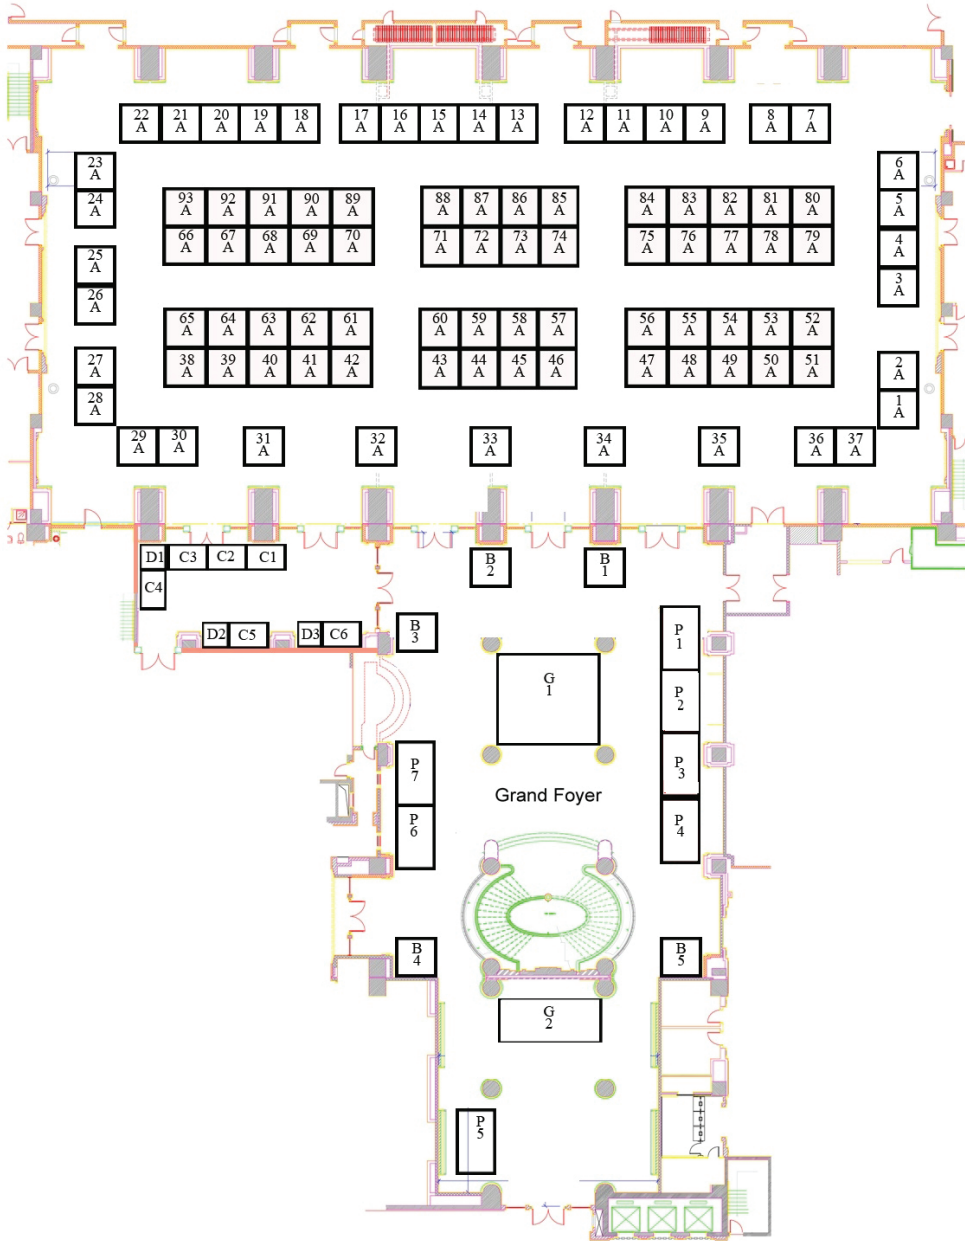 22 21 20 19 18 17 16 15 14 13 12 11 10 9 8 7
A A A A A A A A A A A A A A A A
23
A
24
A
6
A
5
A
93 92 91 90 89 88 87 86 85 84 83 82 81 80
A A A A A A A A A A A A A A
66 67 68 69 70 71 72 73 74 75 76 77 78 79
A A A A A A A A A A A A A A
25
A
26
A
4
A
3
A
65 64 63 62 61 60 59 58 57 56 55 54 53 52
A A A A A A A A A A A A A A
38 39 40 41 42 43 44 45 46 47 48 49 50 51
A A A A A A A A A A A A A A
27
A
28
A
2
A
1
A
29 30 31 32 33 34 35 36 37
A A A A A A A A A
D1 C3 C2 C1
C4
B
2
B
1
D2 C5 D3 C6
B
3
P
1
G
1
P
2
P
7
P
3
Grand Foyer
P
6
P
4
B
4
B
5
G
2
P
5